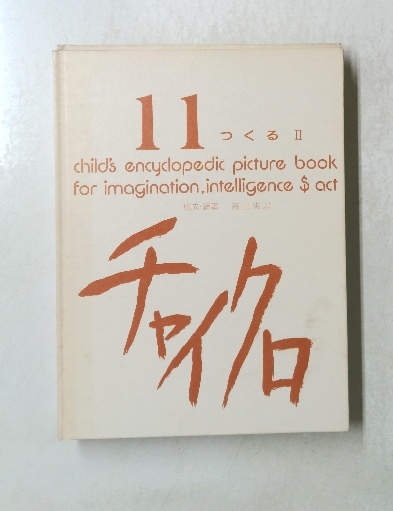 11 つくる II
child's encyclopedic picture book
for imagination, intelligence $ act
チャイクロ